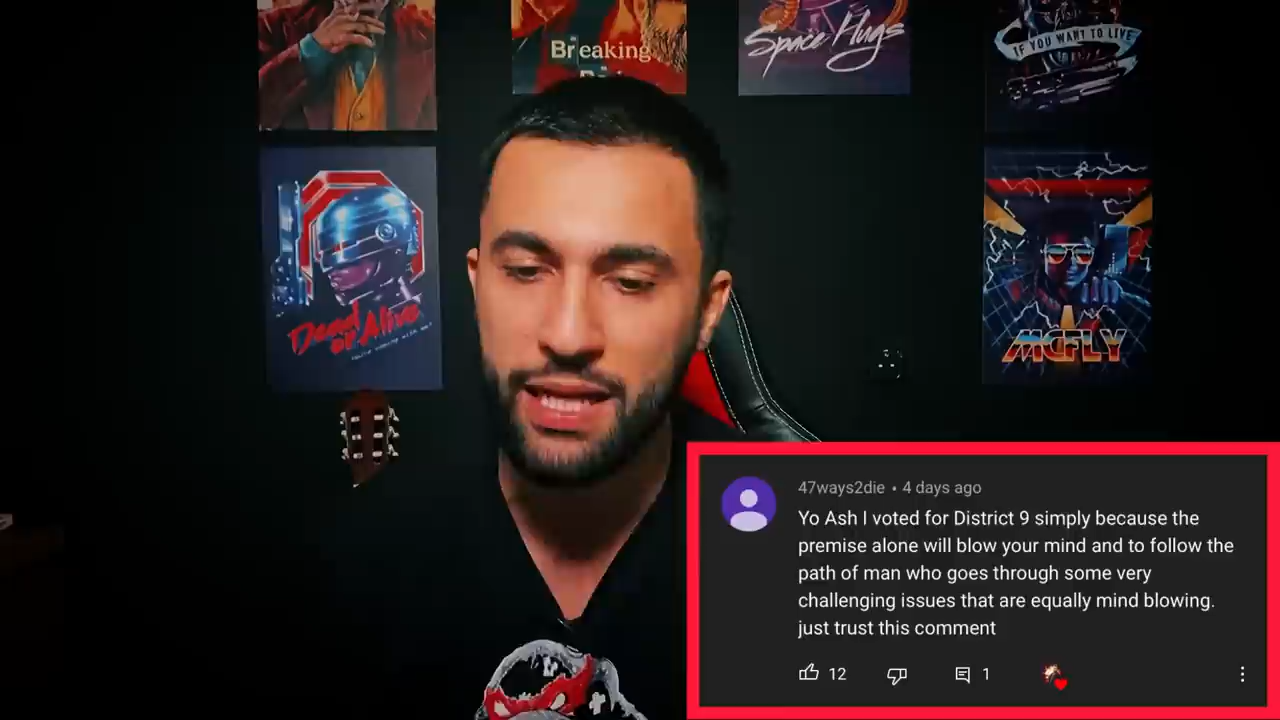 Breaking
Space Hugs
IF YOU WANT TO LIVE
Dead
or Alive
MCFLY
47ways2die • 4 days ago
Yo Ash I voted for District 9 simply because the
premise alone will blow your mind and to follow the
path of man who goes through some very
challenging issues that are equally mind blowing.
just trust this comment
12
1